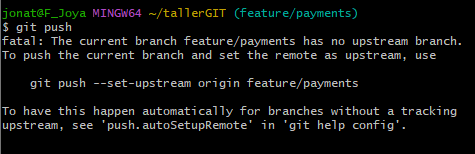 jonat@F_Joya MINGW64 ~/tallerGIT (feature/payments)
$ git push
fatal: The current branch feature/payments has no upstream branch.
To push the current branch and set the remote as upstream, use

    git push --set-upstream origin feature/payments

To have this happen automatically for branches without a tracking
upstream, see 'push.autoSetupRemote' in 'git help config'.